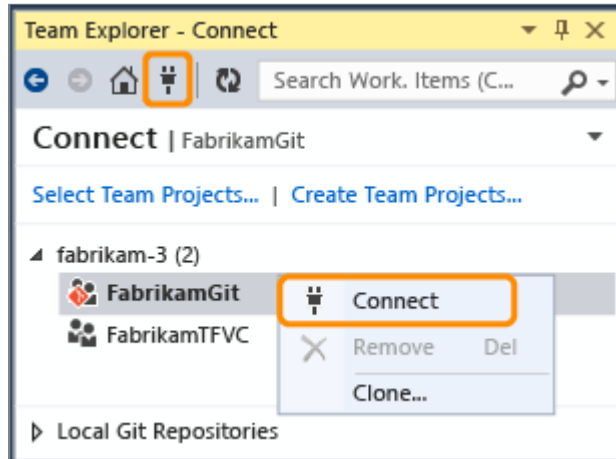 Team Explorer - Connect
Search Work. Items (C...
Connect | FabrikamGit
Select Team Projects... | Create Team Projects...
fabrikam-3 (2)
FabrikamGit
Connect
FabrikamTFVC
Remove Del
Clone...
Local Git Repositories